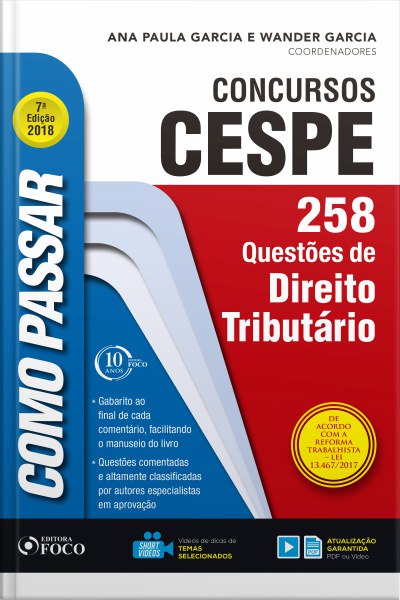 ANA PAULA GARCIA E WANDER GARCIA
COORDENADORES
7ª
Edição
2018
CONCURSOS
CESPE
COMO PASSAR
258
Questões de
Direito
Tributário
10
ANOS
EDITORA
FOCO
• Gabarito ao
final de cada
comentário, facilitando
o manuseio do livro
• Questões comentadas
e altamente classificadas
por autores especialistas
em aprovação
DE
ACORDO
COM A
REFORMA
TRABALHISTA
– LEI
13.467/2017
EDITORA
FOCO
SHORT
VIDEOS
Vídeos de dicas de
TEMAS
SELECIONADOS
PDF
ATUALIZAÇÃO
GARANTIDA
PDF ou Vídeo